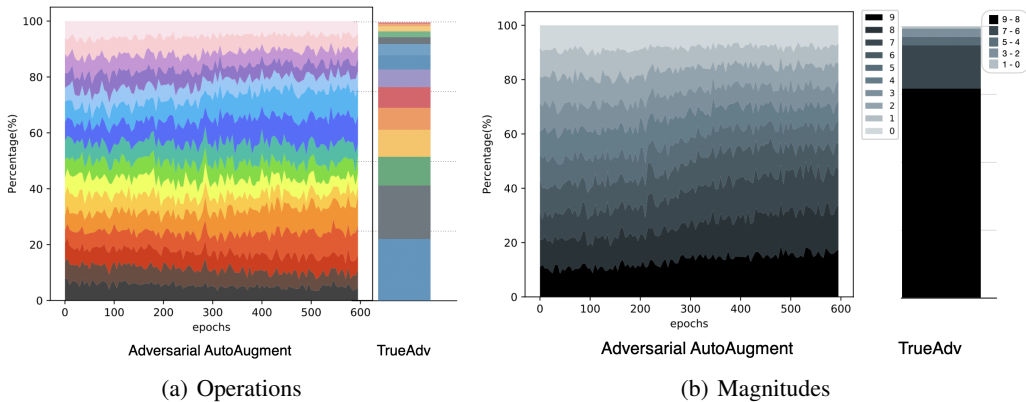 100
80
60
40
20
0
Percentage(%)
0 100 200 300 400 500 600
epochs
Adversarial AutoAugment
TrueAdv
(a) Operations
100
80
60
40
20
0
Percentage(%)
0 100 200 300 400 500 600
epochs
9
8
7
6
5
4
3
2
1
0
9 - 8
7 - 6
5 - 4
3 - 2
1 - 0
Adversarial AutoAugment
TrueAdv
(b) Magnitudes